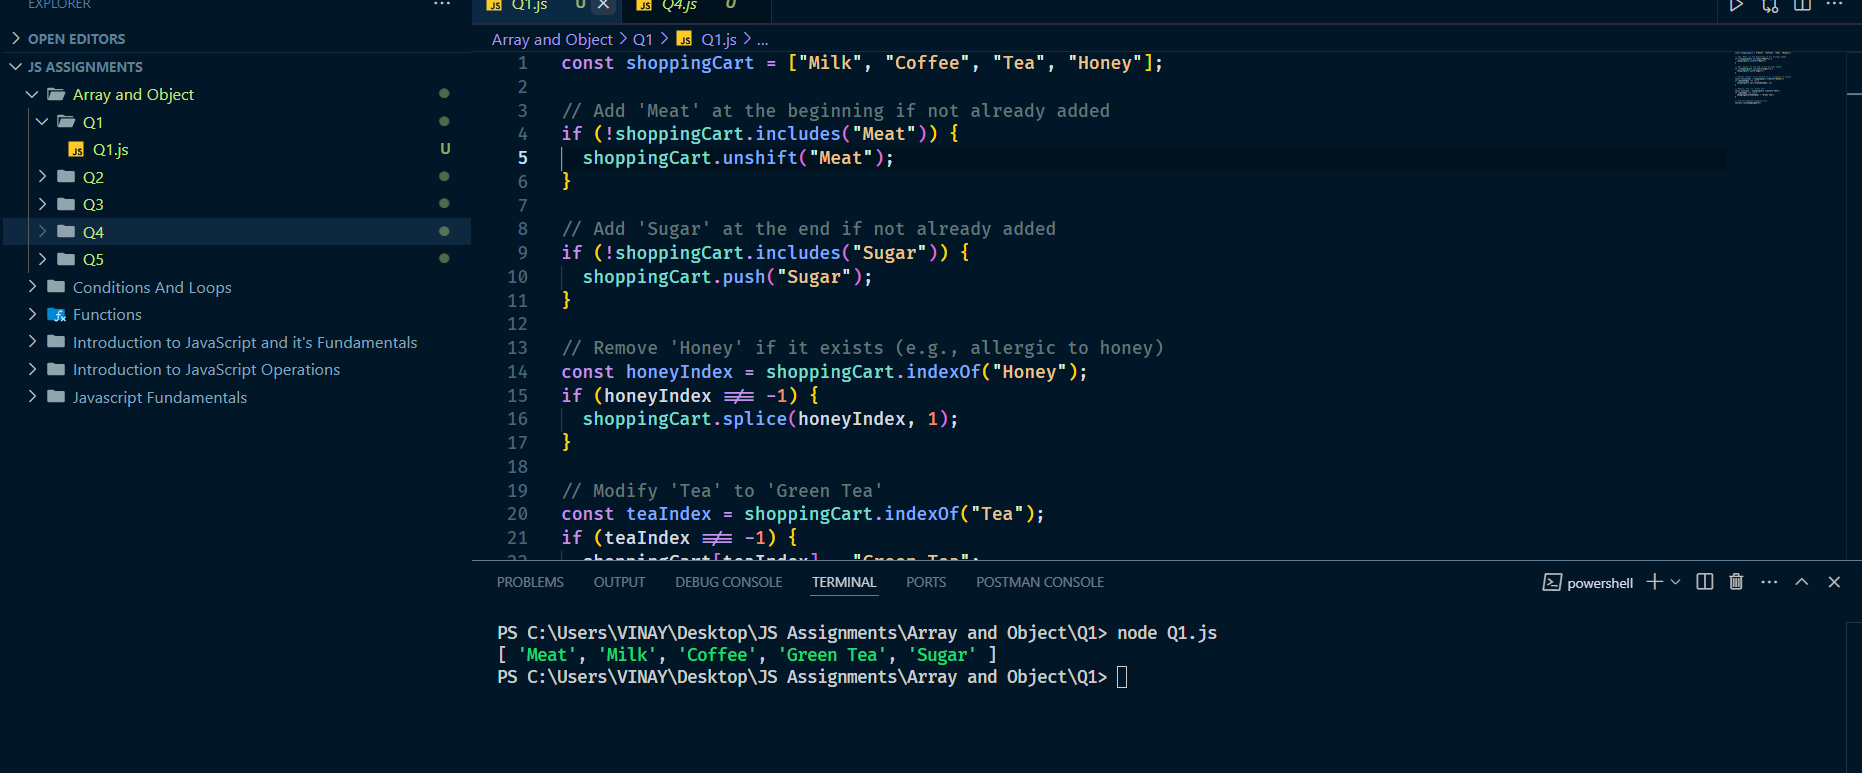 EXPLORER
OPEN EDITORS
JS ASSIGNMENTS
Array and Object
Q1
JS Q1.js U
Q2
Q3
Q4
Q5
Conditions And Loops
Functions
Introduction to JavaScript and it's Fundamentals
Introduction to JavaScript Operations
Javascript Fundamentals
JS Q1.js U JS Q4.js U
Array and Object > Q1 > JS Q1.js > ...
1 const shoppingCart = ["Milk", "Coffee", "Tea", "Honey"];
2
3 // Add 'Meat' at the beginning if not already added
4 if (!shoppingCart.includes("Meat")) {
5 shoppingCart.unshift("Meat");
6 }
7
8 // Add 'Sugar' at the end if not already added
9 if (!shoppingCart.includes("Sugar")) {
10 shoppingCart.push("Sugar");
11 }
12
13 // Remove 'Honey' if it exists (e.g., allergic to honey)
14 const honeyIndex = shoppingCart.indexOf("Honey");
15 if (honeyIndex !== -1) {
16 shoppingCart.splice(honeyIndex, 1);
17 }
18
19 // Modify 'Tea' to 'Green Tea'
20 const teaIndex = shoppingCart.indexOf("Tea");
21 if (teaIndex !== -1) {
22 shoppingCart[teaIndex] = "Green Tea";
PROBLEMS OUTPUT DEBUG CONSOLE TERMINAL PORTS POSTMAN CONSOLE
powershell
PS C:\Users\VINAY\Desktop\JS Assignments\Array and Object\Q1> node Q1.js
[ 'Meat', 'Milk', 'Coffee', 'Green Tea', 'Sugar' ]
PS C:\Users\VINAY\Desktop\JS Assignments\Array and Object\Q1>